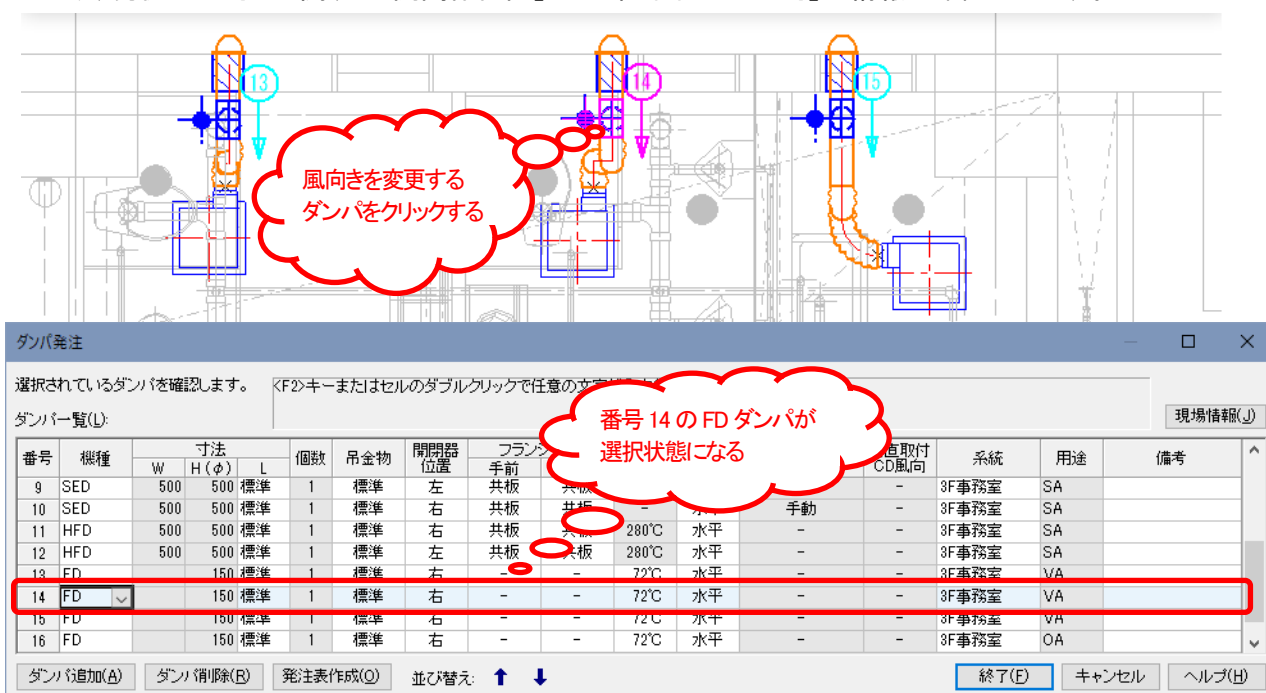 13
14
15
風向きを変更する
ダンパをクリックする
ダンパ発注
選択されているダンパを確認します。 <F2>キーまたはセルのダブルクリックで任意の文字
番号 14 の FD ダンパが
選択状態になる
ダンパ一覧(L):
現場情報(J)
番号 機種 寸法 W H(φ) L 個数 吊金物 開閉器位置 フランジ 手前 直取付CD風向 系統 用途 備考
9 SED 500 500 標準 1 標準 左 共板 共板 - 3F事務室 SA
10 SED 500 500 標準 1 標準 右 共板 共板 - 水平 手動 - 3F事務室 SA
11 HFD 500 500 標準 1 標準 右 共板 共板 280℃ 水平 - - 3F事務室 SA
12 HFD 500 500 標準 1 標準 左 共板 共板 280℃ 水平 - - 3F事務室 SA
13 FD 150 標準 1 標準 右 - - 72℃ 水平 - - 3F事務室 VA
14 FD 150 標準 1 標準 右 - - 72℃ 水平 - - 3F事務室 VA
15 FD 150 標準 1 標準 右 - - 72℃ 水平 - - 3F事務室 VA
16 FD 150 標準 1 標準 右 - - 72℃ 水平 - - 3F事務室 OA
ダンパ追加(A) ダンパ削除(R) 発注表作成(O) 並び替え: 終了(F) キャンセル ヘルプ(H)